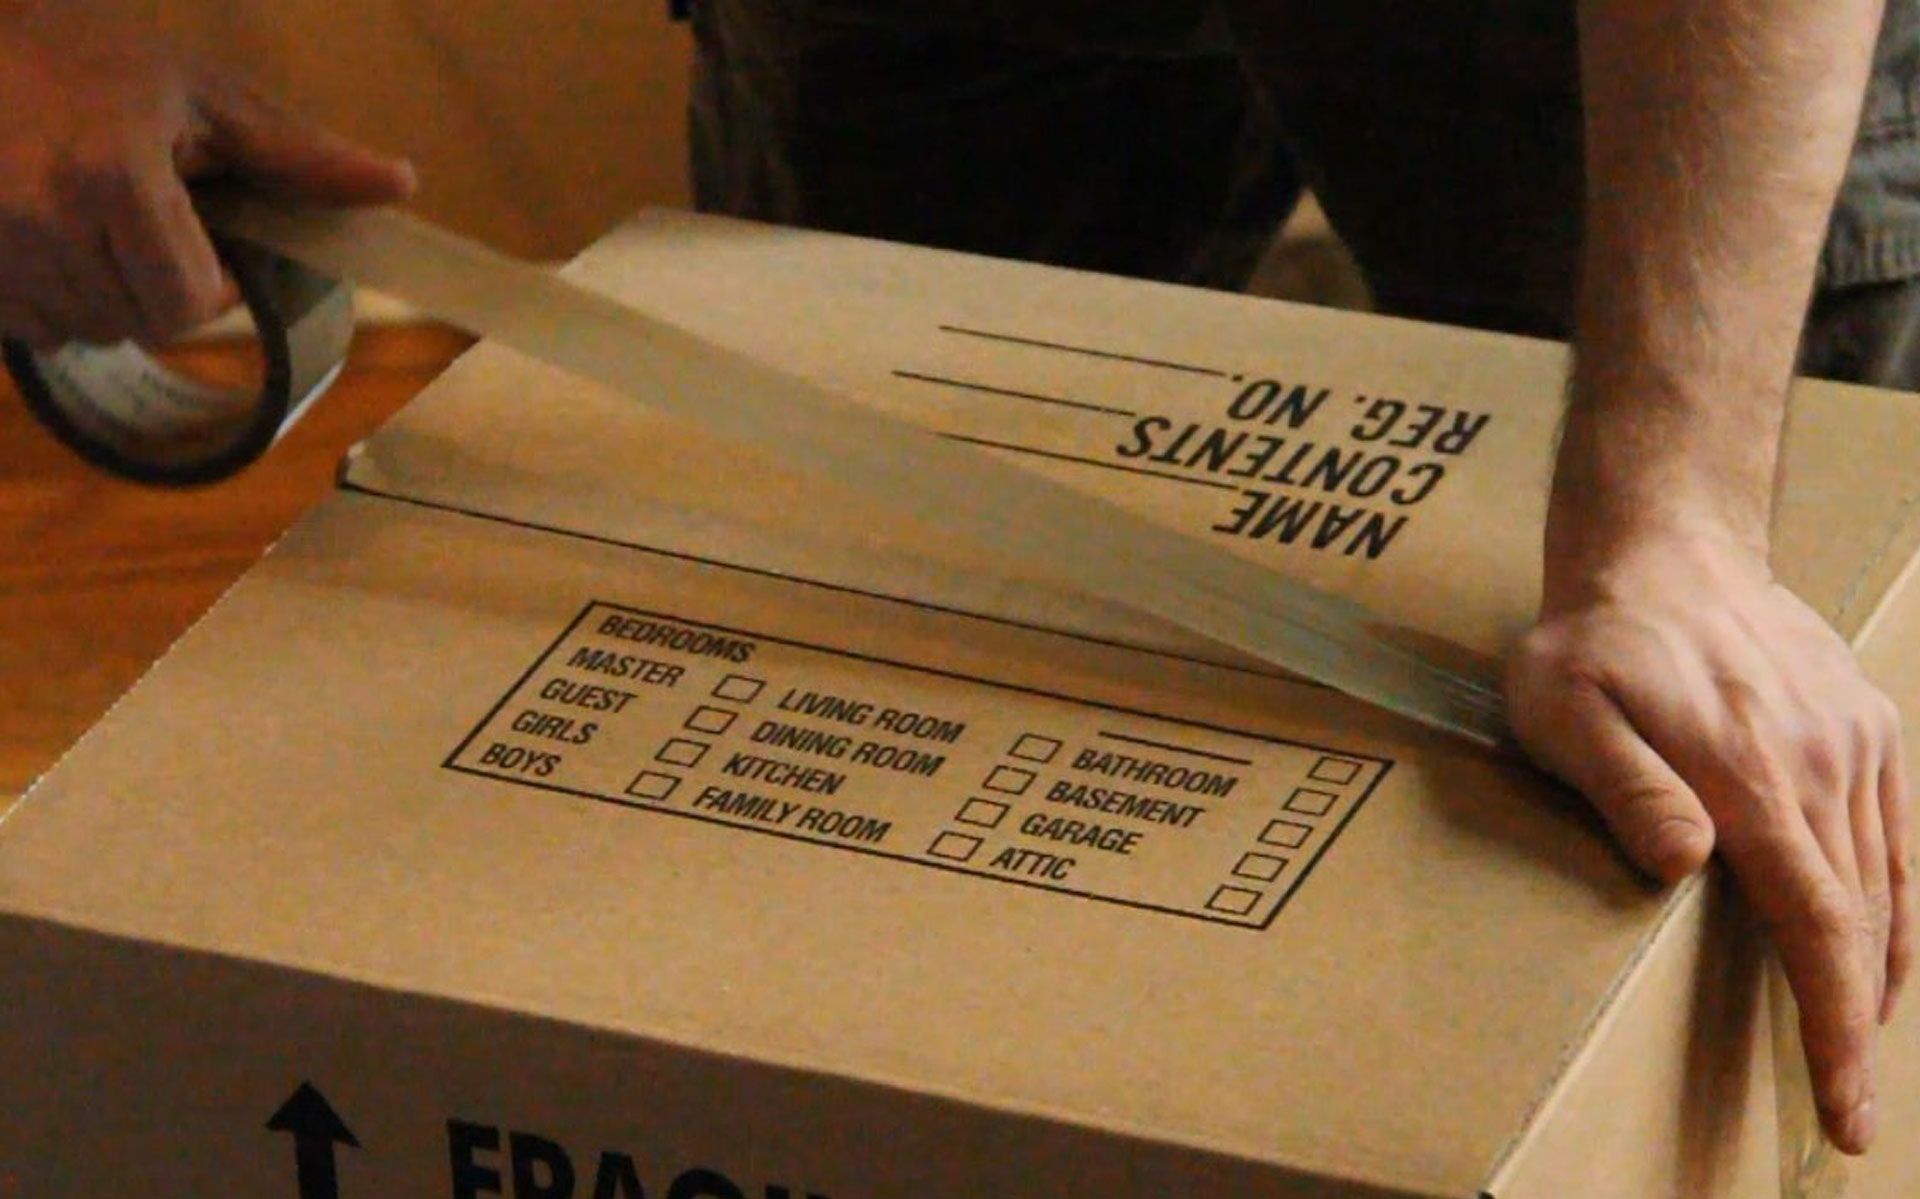 NAME
CONTENTS
REG. NO.
BEDROOMS
MASTER
GUEST
GIRLS
BOYS
LIVING ROOM
DINING ROOM
KITCHEN
FAMILY ROOM
BATHROOM
BASEMENT
GARAGE
ATTIC